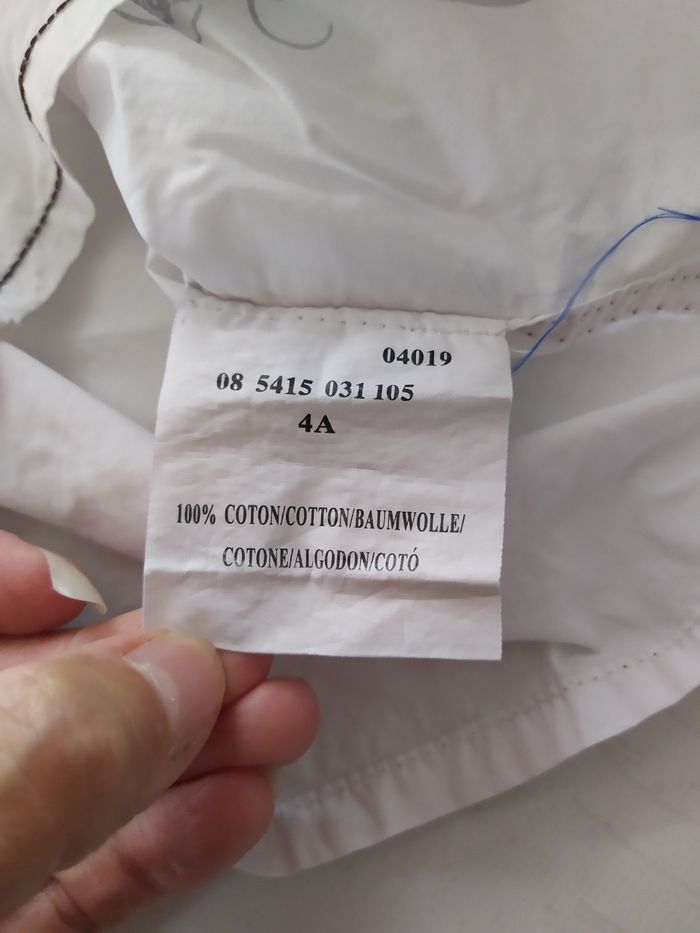 04019
08 5415 031 105
4A
100% COTON/COTTON/BAUMWOLLE/
COTONE/ALGODON/COTÓ